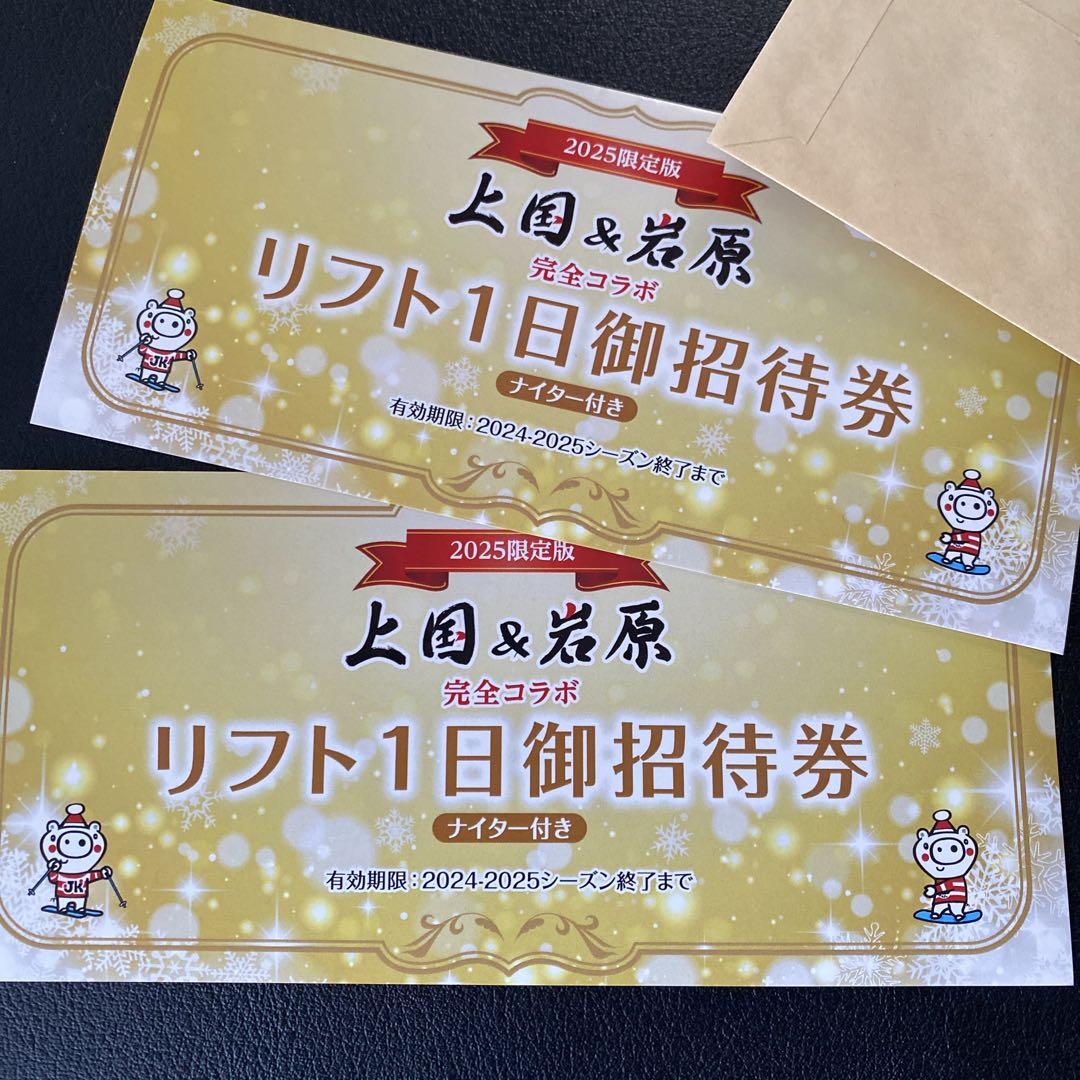 2025限定版
上国&岩原
完全コラボ
リフト1日御招待券
ナイター付き
有効期限:2024-2025シーズン終了まで
JK
2025限定版
上国&岩原
完全コラボ
リフト1日御招待券
ナイター付き
有効期限:2024-2025シーズン終了まで
JK